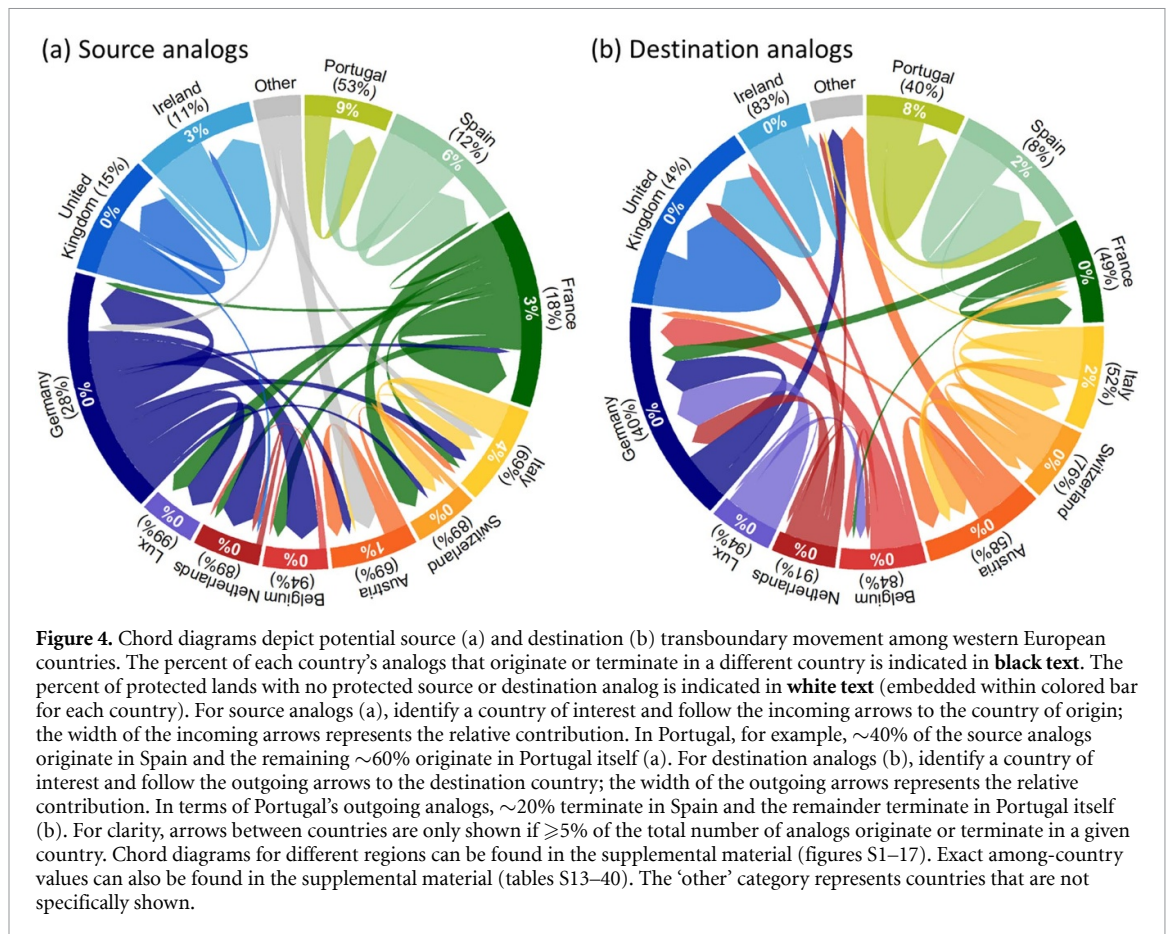 (a) Source analogs
Other
Portugal
(53%)
9%
Spain
(12%)
6%
France
(18%)
3%
Italy
(69%)
4%
Switzerland
(89%)
0%
Austria
(69%)
1%
Belgium
(94%)
0%
Netherlands
(89%)
0%
Lux.
(99%)
0%
Germany
(28%)
0%
United
Kingdom (15%)
0%
Ireland
(11%)
3%
(b) Destination analogs
Other
Portugal
(40%)
8%
Spain
(8%)
2%
France
(49%)
0%
Italy
(52%)
2%
Switzerland
(76%)
0%
Austria
(58%)
0%
Belgium
(84%)
0%
Netherlands
(91%)
0%
Lux.
(94%)
0%
Germany
(40%)
0%
United
Kingdom (4%)
0%
Ireland
(83%)
0%
Figure 4. Chord diagrams depict potential source (a) and destination (b) transboundary movement among western European
countries. The percent of each country's analogs that originate or terminate in a different country is indicated in black text. The
percent of protected lands with no protected source or destination analog is indicated in white text (embedded within colored bar
for each country). For source analogs (a), identify a country of interest and follow the incoming arrows to the country of origin;
the width of the incoming arrows represents the relative contribution. In Portugal, for example, ∼40% of the source analogs
originate in Spain and the remaining ∼60% originate in Portugal itself (a). For destination analogs (b), identify a country of
interest and follow the outgoing arrows to the destination country; the width of the outgoing arrows represents the relative
contribution. In terms of Portugal's outgoing analogs, ∼20% terminate in Spain and the remainder terminate in Portugal itself
(b). For clarity, arrows between countries are only shown if ⩾5% of the total number of analogs originate or terminate in a given
country. Chord diagrams for different regions can be found in the supplemental material (figures S1–17). Exact among-country
values can also be found in the supplemental material (tables S13–40). The 'other' category represents countries that are not
specifically shown.